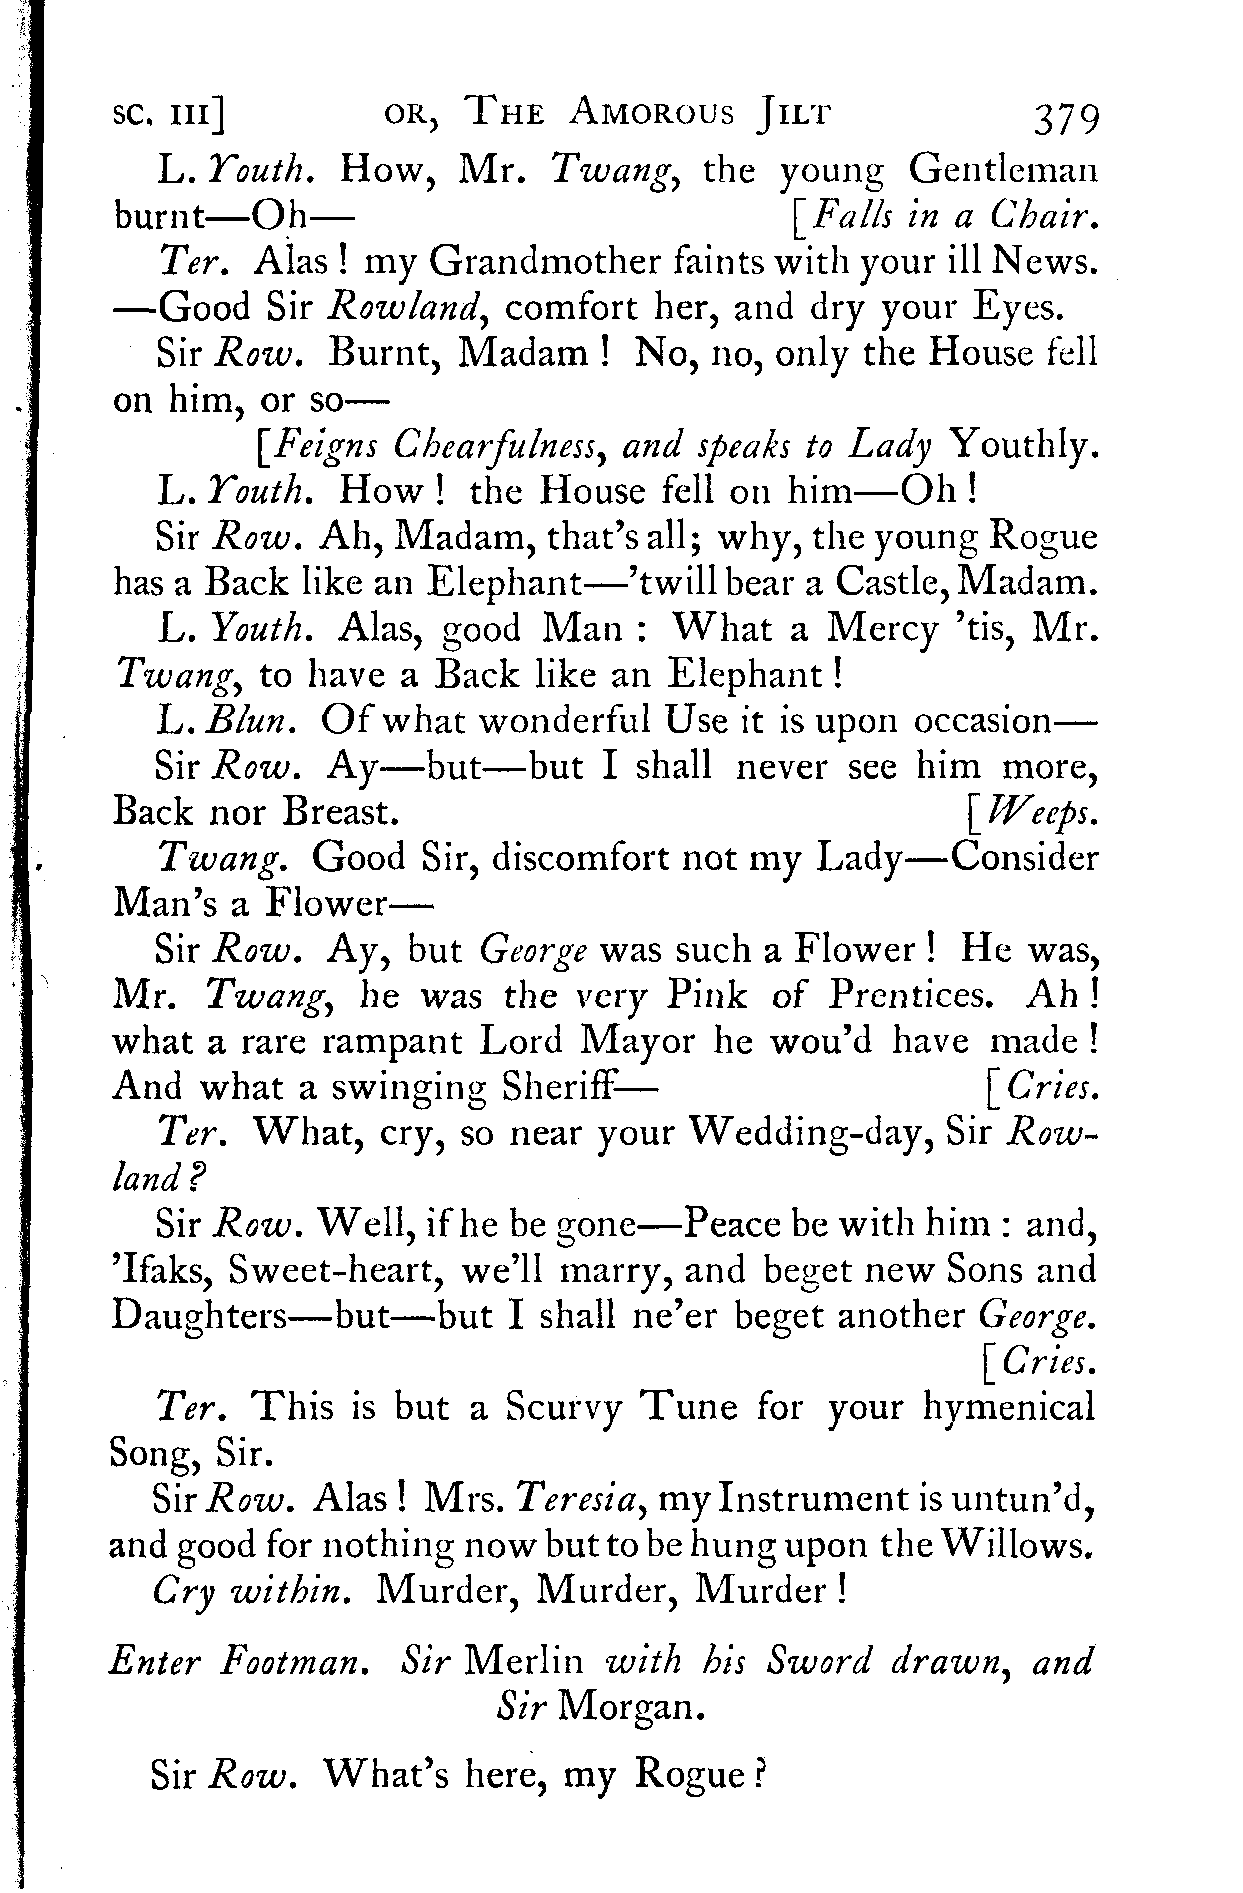 SC. III] OR, THE AMOROUS JILT 379
L. Youth. How, Mr. Twang, the young Gentleman
burnt—Oh— [Falls in a Chair.
Ter. Alas ! my Grandmother faints with your ill News.
—Good Sir Rowland, comfort her, and dry your Eyes.
Sir Row. Burnt, Madam ! No, no, only the House fell
on him, or so—
[Feigns Chearfulness, and speaks to Lady Youthly.
L. Youth. How ! the House fell on him—Oh !
Sir Row. Ah, Madam, that's all; why, the young Rogue
has a Back like an Elephant—'twill bear a Castle, Madam.
L. Youth. Alas, good Man : What a Mercy 'tis, Mr.
Twang, to have a Back like an Elephant !
L. Blun. Of what wonderful Use it is upon occasion—
Sir Row. Ay—but—but I shall never see him more,
Back nor Breast. [Weeps.
Twang. Good Sir, discomfort not my Lady—Consider
Man's a Flower—
Sir Row. Ay, but George was such a Flower ! He was,
Mr. Twang, he was the very Pink of Prentices. Ah !
what a rare rampant Lord Mayor he wou'd have made !
And what a swinging Sheriff— [Cries.
Ter. What, cry, so near your Wedding-day, Sir Row-
land ?
Sir Row. Well, if he be gone—Peace be with him : and,
'Ifaks, Sweet-heart, we'll marry, and beget new Sons and
Daughters—but—but I shall ne'er beget another George.
[Cries.
Ter. This is but a Scurvy Tune for your hymenical
Song, Sir.
Sir Row. Alas ! Mrs. Teresia, my Instrument is untun'd,
and good for nothing now but to be hung upon the Willows.
Cry within. Murder, Murder, Murder !
Enter Footman. Sir Merlin with his Sword drawn, and
Sir Morgan.
Sir Row. What's here, my Rogue ?